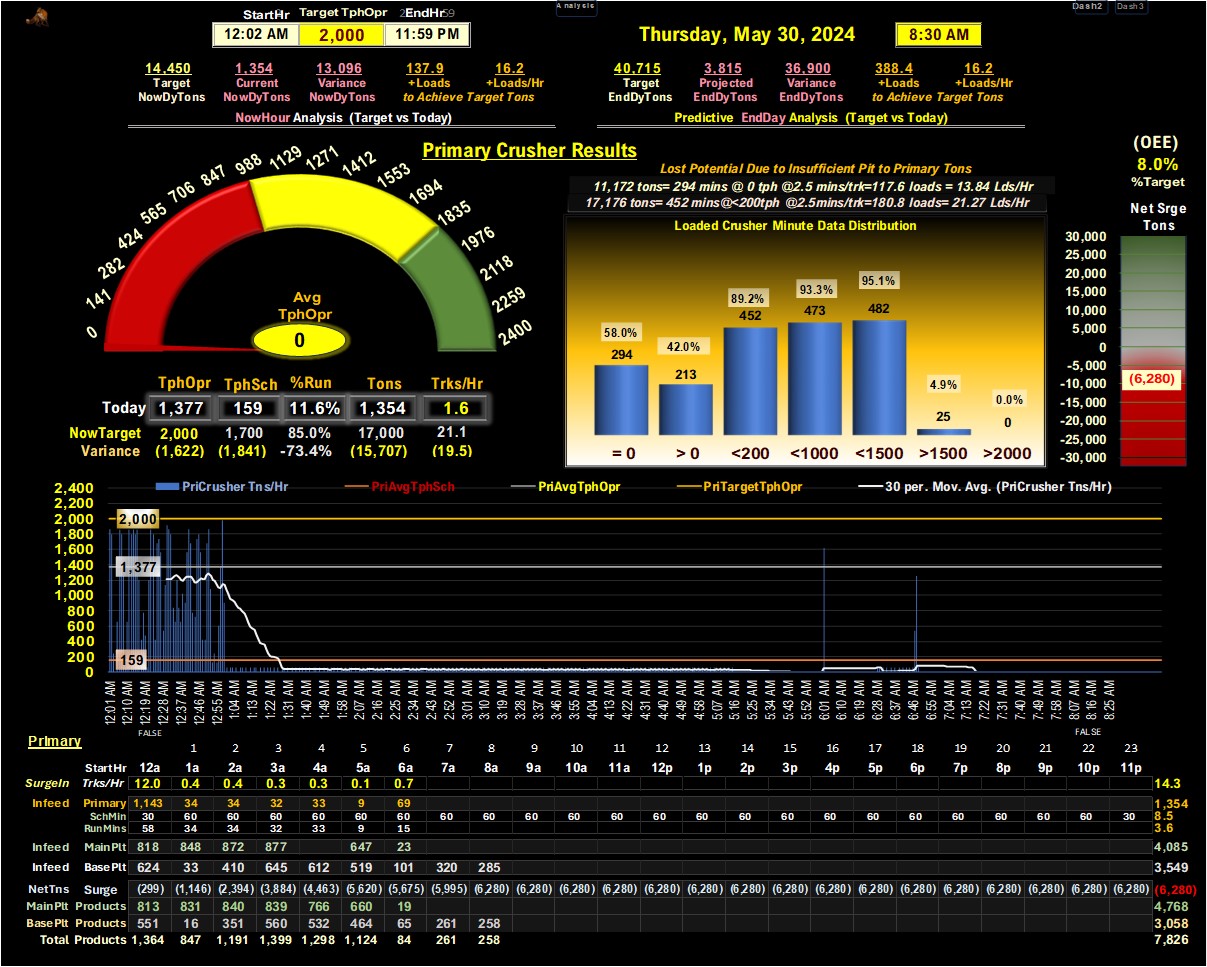 Analysis
Dash2 Dash3
StartHr Target TphOpr EndHr
12:02 AM 2,000 11:59 PM
Thursday, May 30, 2024 8:30 AM
14,450 1,354 13,096 137.9 16.2
Target Current Variance +Loads +Loads/Hr
NowDyTons NowDyTons NowDyTons to Achieve Target Tons
NowHour Analysis (Target vs Today)
40,715 3,815 36,900 388.4 16.2
Target Projected Variance +Loads +Loads/Hr
EndDyTons EndDyTons EndDyTons to Achieve Target Tons
Predictive EndDay Analysis (Target vs Today)
Primary Crusher Results
0 141 282 424 565 706 847 988 1129 1271 1412 1553 1694 1835 1976 2118 2259 2400
Avg
TphOpr
0
TphOpr TphSch %Run Tons Trks/Hr
Today 1,377 159 11.6% 1,354 1.6
NowTarget 2,000 1,700 85.0% 17,000 21.1
Variance (1,622) (1,841) -73.4% (15,707) (19.5)
Lost Potential Due to Insufficient Pit to Primary Tons
11,172 tons= 294 mins @ 0 tph @2.5 mins/trk=117.6 loads = 13.84 Lds/Hr
17,176 tons= 452 mins@<200tph @2.5mins/trk=180.8 loads= 21.27 Lds/Hr
Loaded Crusher Minute Data Distribution
58.0% 42.0% 89.2% 93.3% 95.1% 4.9% 0.0%
294 213 452 473 482 25 0
= 0 > 0 <200 <1000 <1500 >1500 >2000
(OEE)
8.0%
%Target
Net Srge
Tons
30,000
25,000
20,000
15,000
10,000
5,000
0
-5,000
(6,280)
-10,000
-15,000
-20,000
-25,000
-30,000
PriCrusher Tns/Hr PriAvgTphSch PriAvgTphOpr PriTargetTphOpr 30 per. Mov. Avg. (PriCrusher Tns/Hr)
2,400
2,200
2,000
1,800
1,600
1,400
1,200
1,000
800
600
400
200
0
2,000
1,377
159
12:01 AM 12:10 AM 12:19 AM 12:28 AM 12:37 AM 12:46 AM 12:55 AM 1:04 AM 1:13 AM 1:22 AM 1:31 AM 1:40 AM 1:49 AM 1:58 AM 2:07 AM 2:16 AM 2:25 AM 2:34 AM 2:43 AM 2:52 AM 3:01 AM 3:10 AM 3:19 AM 3:28 AM 3:37 AM 3:46 AM 3:55 AM 4:04 AM 4:13 AM 4:22 AM 4:31 AM 4:40 AM 4:49 AM 4:58 AM 5:07 AM 5:16 AM 5:25 AM 5:34 AM 5:43 AM 5:52 AM 6:01 AM 6:10 AM 6:19 AM 6:28 AM 6:37 AM 6:46 AM 6:55 AM 7:04 AM 7:13 AM 7:22 AM 7:31 AM 7:40 AM 7:49 AM 7:58 AM 8:07 AM 8:16 AM 8:25 AM
FALSE FALSE
Primary
1 2 3 4 5 6 7 8 9 10 11 12 13 14 15 16 17 18 19 20 21 22 23
StartHr 12a 1a 2a 3a 4a 5a 6a 7a 8a 9a 10a 11a 12p 1p 2p 3p 4p 5p 6p 7p 8p 9p 10p 11p
SurgeIn Trks/Hr 12.0 0.4 0.4 0.3 0.3 0.1 0.7 14.3
Infeed Primary 1,143 34 34 32 33 9 69 1,354
SchMin 30 60 60 60 60 60 60 60 60 60 60 60 60 60 60 60 60 60 60 60 60 60 60 30 8.5
RunMins 58 34 34 32 33 9 15 3.6
Infeed MainPlt 818 848 872 877 647 23 4,085
Infeed BasePlt 624 33 410 645 612 519 101 320 285 3,549
NetTns Surge (299) (1,146) (2,394) (3,884) (4,463) (5,620) (5,675) (5,995) (6,280) (6,280) (6,280) (6,280) (6,280) (6,280) (6,280) (6,280) (6,280) (6,280) (6,280) (6,280) (6,280) (6,280) (6,280) (6,280) (6,280)
MainPlt Products 813 831 840 839 766 660 19 4,768
BasePlt Products 551 16 351 560 532 464 65 261 258 3,058
Total Products 1,364 847 1,191 1,399 1,298 1,124 84 261 258 7,826